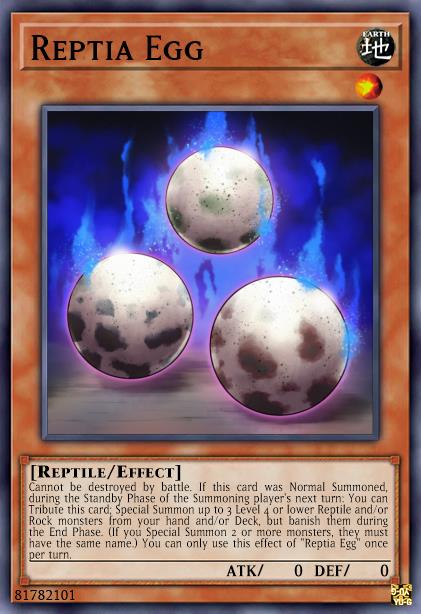 Reptia Egg
EARTH
地
[Reptile/Effect]
Cannot be destroyed by battle. If this card was Normal Summoned,
during the Standby Phase of the Summoning player's next turn: You can
Tribute this card; Special Summon up to 3 Level 4 or lower Reptile and/or
Rock monsters from your hand and/or Deck, but banish them during
the End Phase. (If you Special Summon 2 or more monsters, they must
have the same name.) You can only use this effect of "Reptia Egg" once
per turn.
ATK/ 0 DEF/ 0
81782101